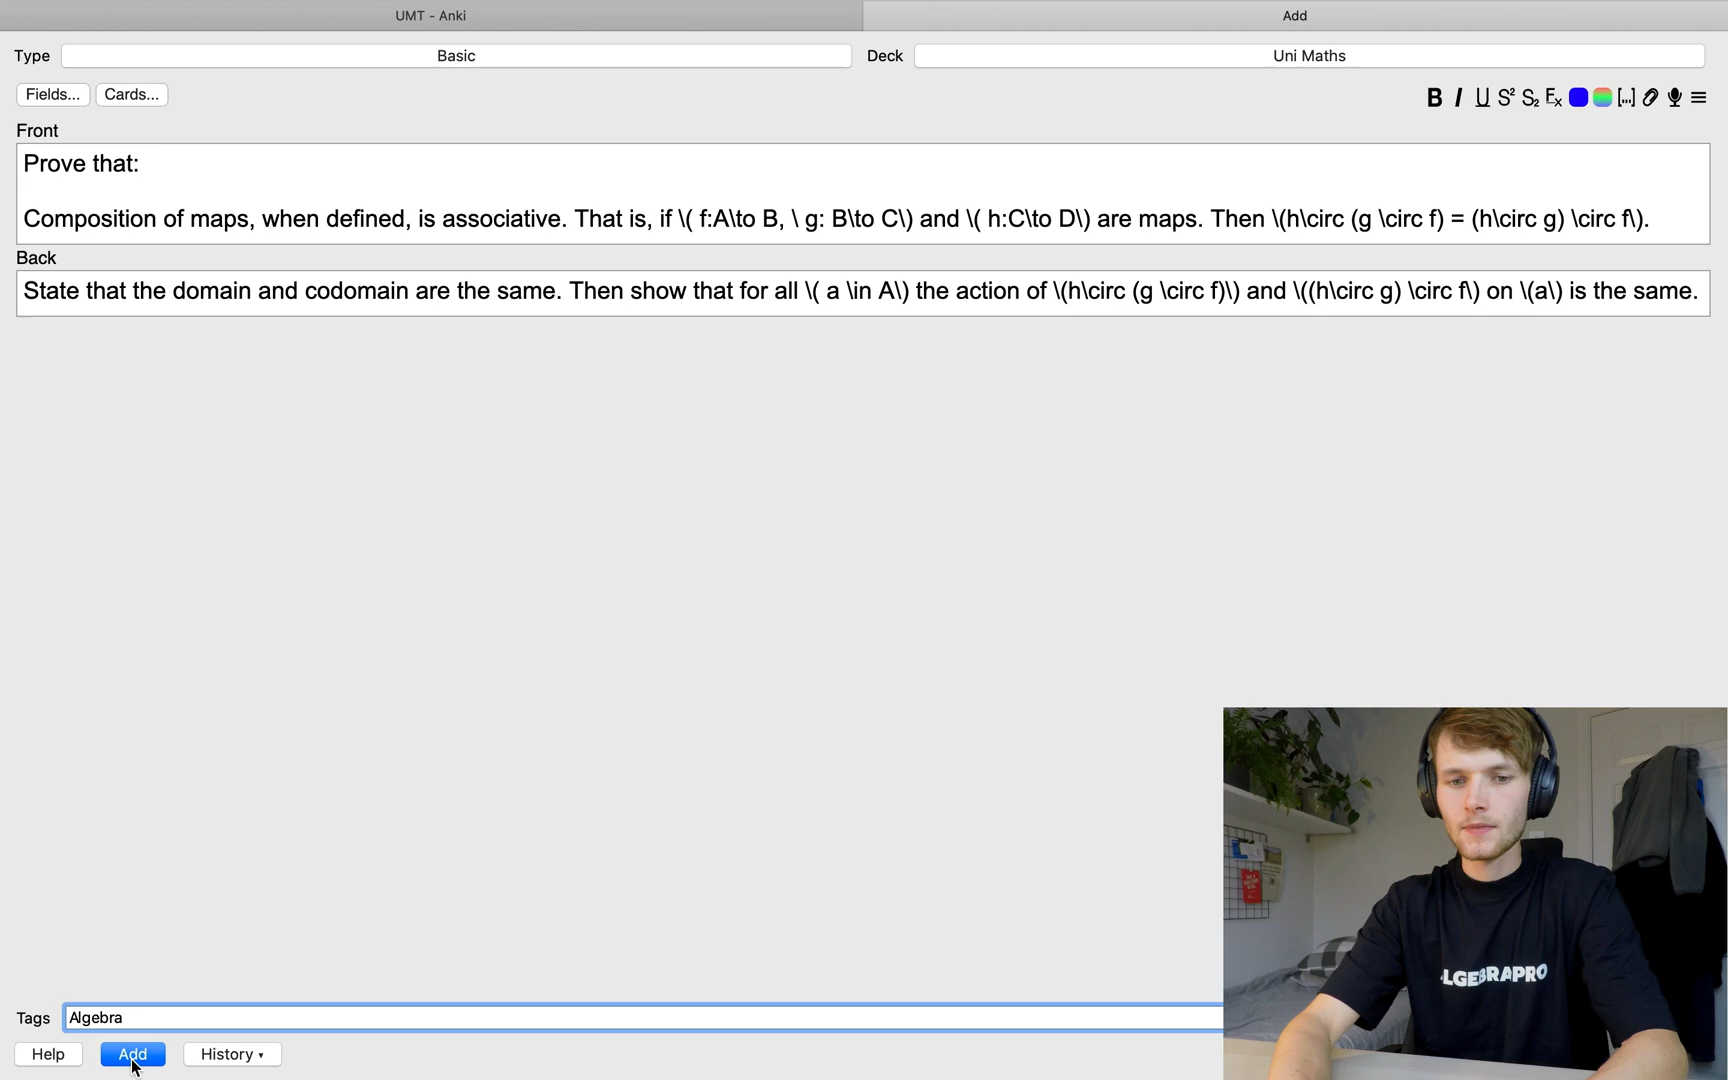 UMT - Anki
Add
Type
Basic
Deck
Uni Maths
Fields...
Cards...
B I U S² S₂ Ex [...]
Front
Prove that:
Composition of maps, when defined, is associative. That is, if \( f:A\to B, \ g: B\to C\) and \( h:C\to D\) are maps. Then \(h\circ (g \circ f) = (h\circ g) \circ f\).
Back
State that the domain and codomain are the same. Then show that for all \( a \in A\) the action of \(h\circ (g \circ f)\) and \((h\circ g) \circ f\) on \(a\) is the same.
LGEBRAPRO
Tags
Algebra
Help
Add
History